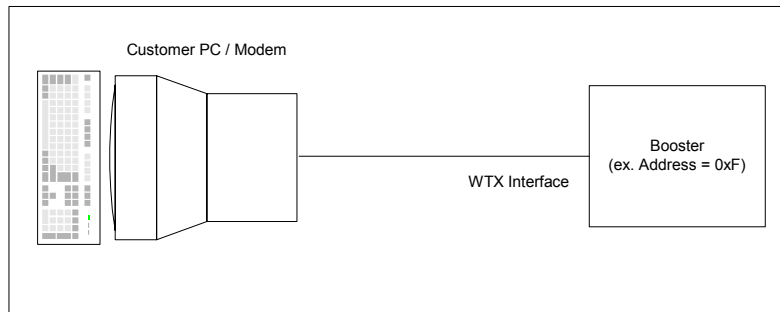 Customer PC / Modem
Booster
(ex. Address = 0xF)
WTX Interface